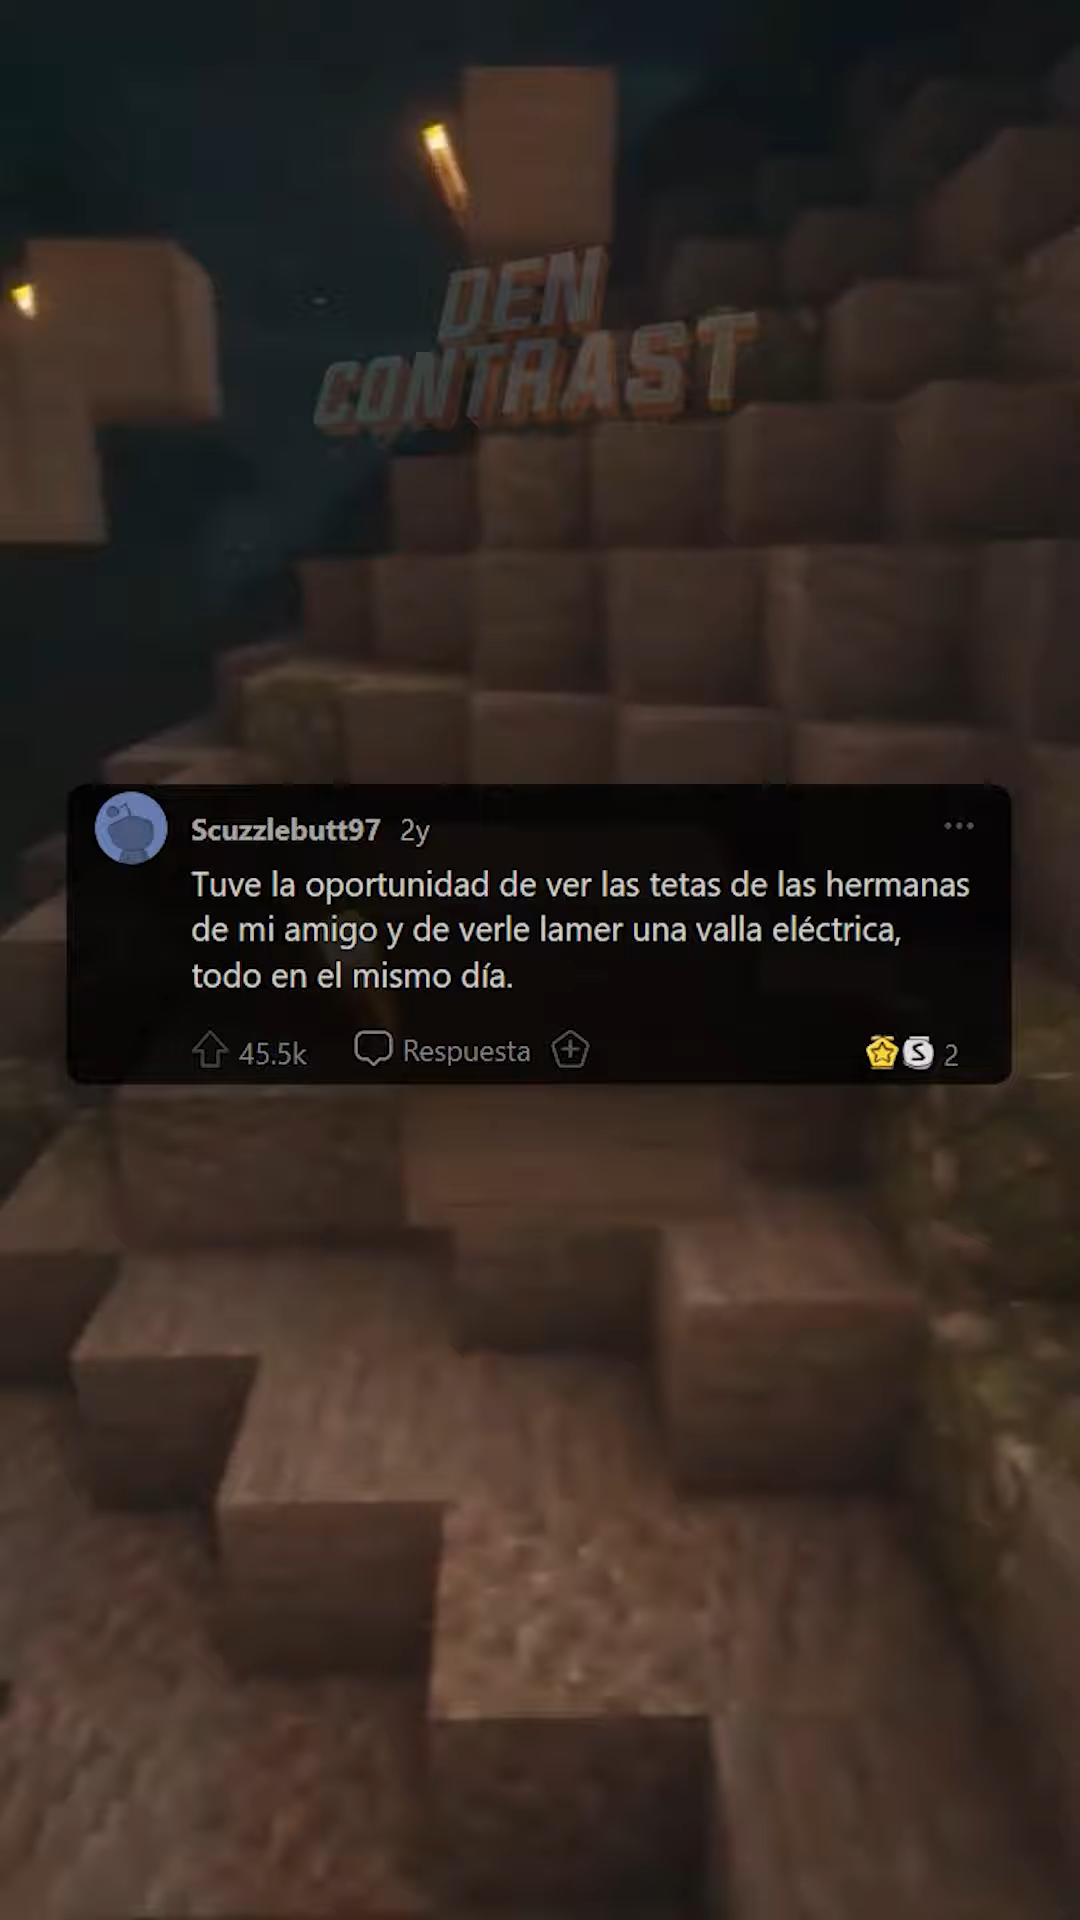 DEN
CONTRAST
Scuzzlebutt97 2y
Tuve la oportunidad de ver las tetas de las hermanas
de mi amigo y de verle lamer una valla eléctrica,
todo en el mismo día.
45.5k Respuesta S 2